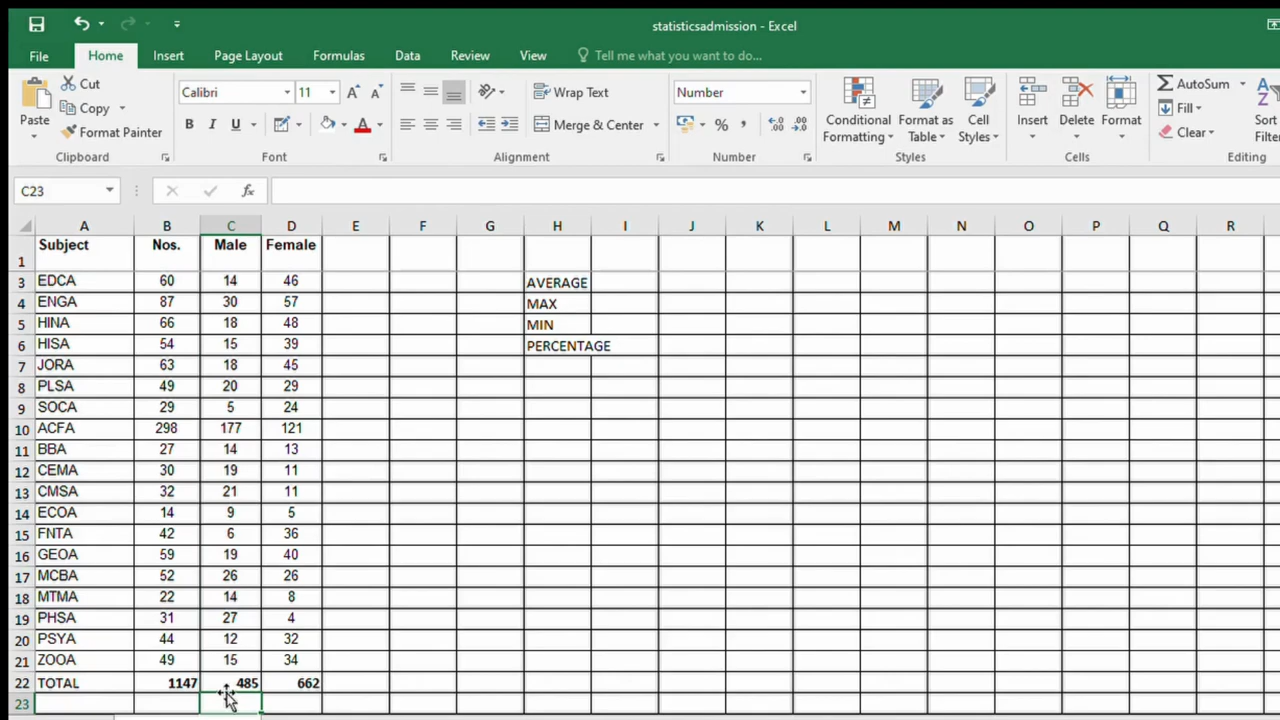 statisticsadmission - Excel
File Home Insert Page Layout Formulas Data Review View Tell me what you want to do...
Cut
Copy
Format Painter
Paste
Clipboard
Calibri 11
B I U
Font
Wrap Text
Merge & Center
Alignment
Number
% ,
Number
Conditional Formatting
Format as Table
Cell Styles
Styles
Insert Delete Format
Cells
AutoSum
Fill
Clear
Sort
Filter
Editing
C23 fx
A B C D E F G H I J K L M N O P Q R
1 Subject Nos. Male Female
3 EDCA 60 14 46 AVERAGE
4 ENGA 87 30 57 MAX
5 HINA 66 18 48 MIN
6 HISA 54 15 39 PERCENTAGE
7 JORA 63 18 45
8 PLSA 49 20 29
9 SOCA 29 5 24
10 ACFA 298 177 121
11 BBA 27 14 13
12 CEMA 30 19 11
13 CMSA 32 21 11
14 ECOA 14 9 5
15 FNTA 42 6 36
16 GEOA 59 19 40
17 MCBA 52 26 26
18 MTMA 22 14 8
19 PHSA 31 27 4
20 PSYA 44 12 32
21 ZOOA 49 15 34
22 TOTAL 1147 485 662
23